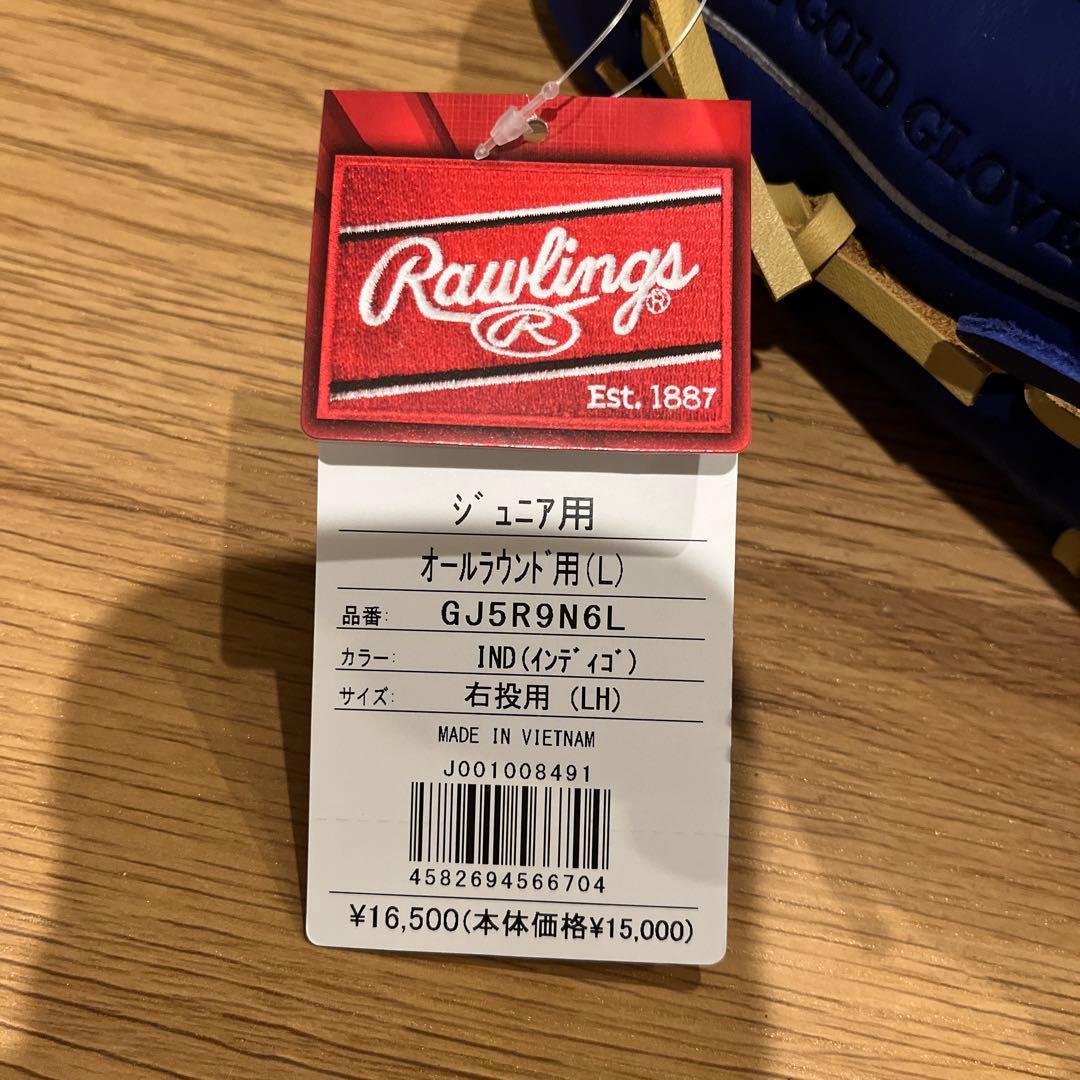 GOLD GLOVE
Rawlings
R
Est. 1887
ジュニア用
オールラウンド用(L)
品番: GJ5R9N6L
カラー: IND(インディゴ)
サイズ: 右投用 (LH)
MADE IN VIETNAM
J001008491
4582694566704
¥16,500(本体価格¥15,000)